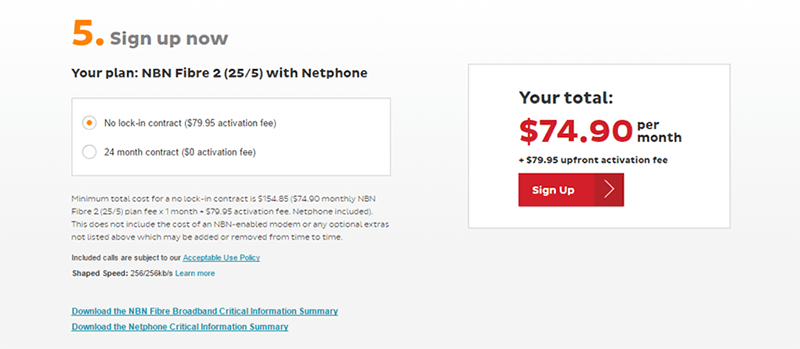 5. Sign up now
Your plan: NBN Fibre 2 (25/5) with Netphone
No lock-in contract ($79.95 activation fee)
24 month contract ($0 activation fee)
Minimum total cost for a no lock-in contract is $154.85 ($74.90 monthly NBN
Fibre 2 (25/5) plan fee x 1 month + $79.95 activation fee. Netphone included).
This does not include the cost of an NBN-enabled modem or any optional extras
not listed above which may be added or removed from time to time.
Included calls are subject to our Acceptable Use Policy
Shaped Speed: 256/256kb/s Learn more
Download the NBN Fibre Broadband Critical Information Summary
Download the Netphone Critical Information Summary
Your total:
$74.90 per
month
+ $79.95 upfront activation fee
Sign Up